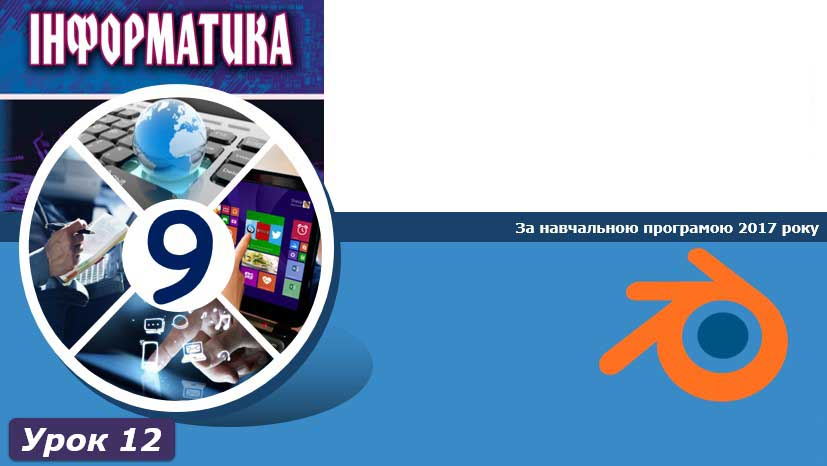 ІНФОРМАТИКА
9
За навчальною програмою 2017 року
Урок 12